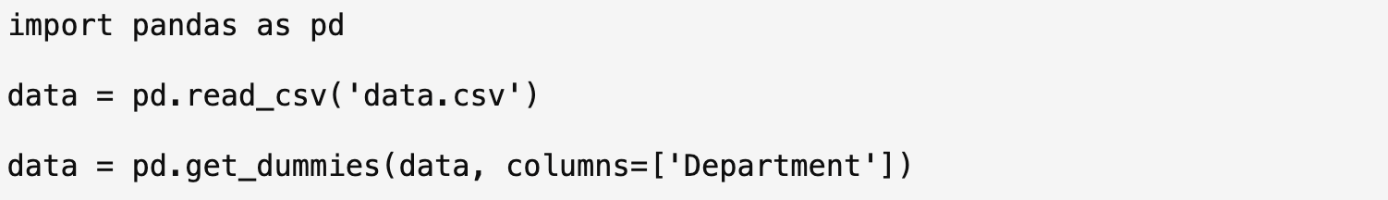 import pandas as pd
data = pd.read_csv('data.csv')
data = pd.get_dummies(data, columns=['Department'])